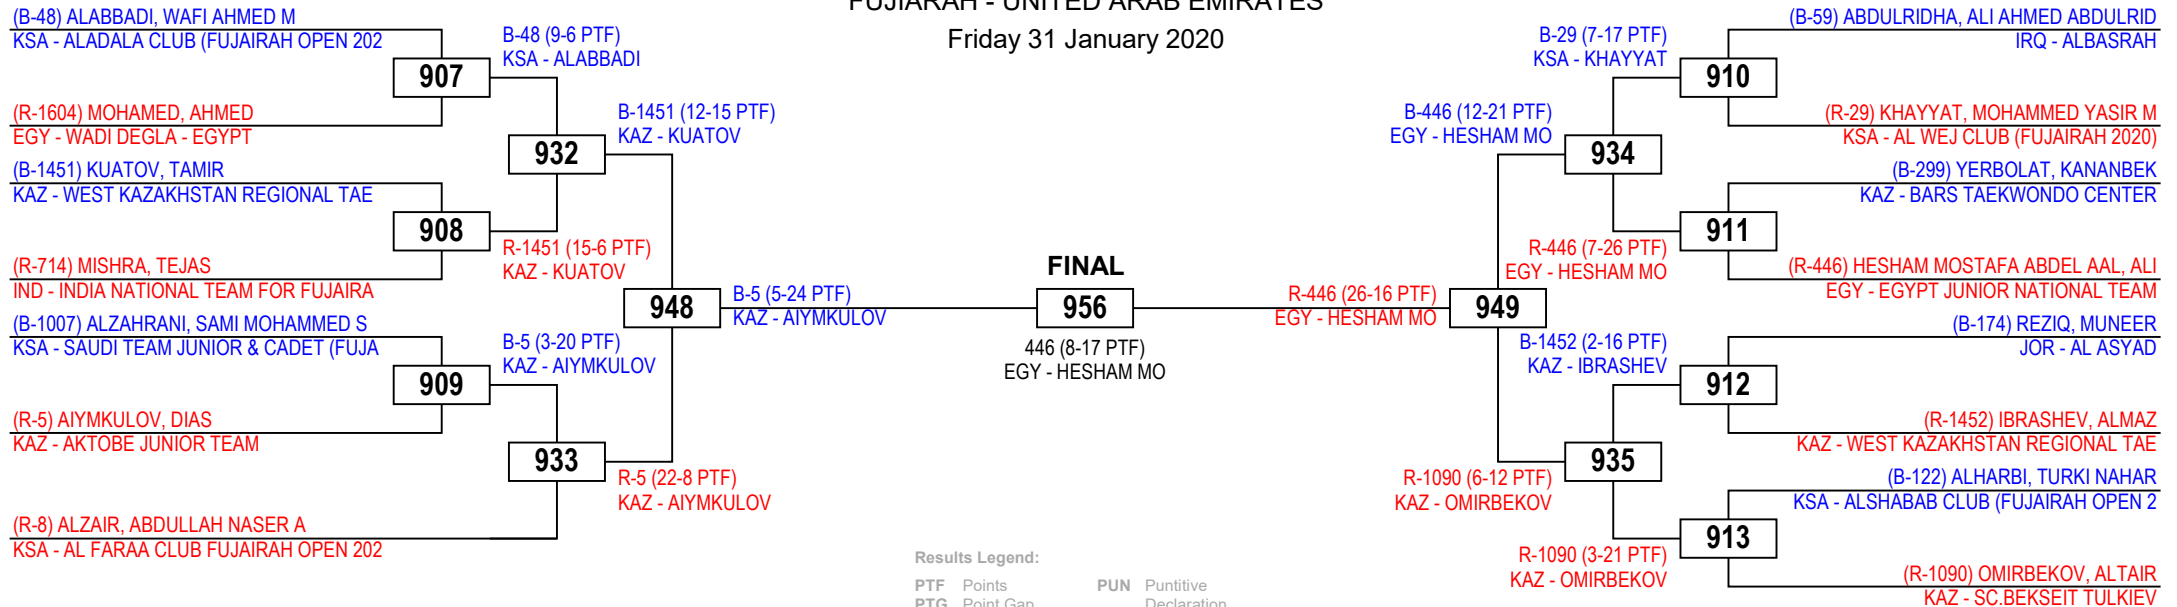 FUJIARAH - UNITED ARAB EMIRATES
Friday 31 January 2020
(B-48) ALABBADI, WAFI AHMED M
KSA - ALADALA CLUB (FUJAIRAH OPEN 202
907
(R-1604) MOHAMED, AHMED
EGY - WADI DEGLA - EGYPT
(B-1451) KUATOV, TAMIR
KAZ - WEST KAZAKHSTAN REGIONAL TAE
908
(R-714) MISHRA, TEJAS
IND - INDIA NATIONAL TEAM FOR FUJAIRA
(B-1007) ALZAHRANI, SAMI MOHAMMED S
KSA - SAUDI TEAM JUNIOR & CADET (FUJA
909
(R-5) AIYMKULOV, DIAS
KAZ - AKTOBE JUNIOR TEAM
(R-8) ALZAIR, ABDULLAH NASER A
KSA - AL FARAA CLUB FUJAIRAH OPEN 202
B-48 (9-6 PTF)
KSA - ALABBADI
932
R-1451 (15-6 PTF)
KAZ - KUATOV
B-5 (3-20 PTF)
KAZ - AIYMKULOV
933
B-1451 (12-15 PTF)
KAZ - KUATOV
948
R-5 (22-8 PTF)
KAZ - AIYMKULOV
B-5 (5-24 PTF)
KAZ - AIYMKULOV
FINAL
956
446 (8-17 PTF)
EGY - HESHAM MO
R-446 (26-16 PTF)
EGY - HESHAM MO
B-446 (12-21 PTF)
EGY - HESHAM MO
949
R-1090 (6-12 PTF)
KAZ - OMIRBEKOV
B-29 (7-17 PTF)
KSA - KHAYYAT
934
R-446 (7-26 PTF)
EGY - HESHAM MO
B-1452 (2-16 PTF)
KAZ - IBRASHEV
935
R-1090 (3-21 PTF)
KAZ - OMIRBEKOV
(B-59) ABDULRIDHA, ALI AHMED ABDULRID
IRQ - ALBASRAH
910
(R-29) KHAYYAT, MOHAMMED YASIR M
KSA - AL WEJ CLUB (FUJAIRAH 2020)
(B-299) YERBOLAT, KANANBEK
KAZ - BARS TAEKWONDO CENTER
911
(R-446) HESHAM MOSTAFA ABDEL AAL, ALI
EGY - EGYPT JUNIOR NATIONAL TEAM
(B-174) REZIQ, MUNEER
JOR - AL ASYAD
912
(R-1452) IBRASHEV, ALMAZ
KAZ - WEST KAZAKHSTAN REGIONAL TAE
(B-122) ALHARBI, TURKI NAHAR
KSA - ALSHABAB CLUB (FUJAIRAH OPEN 2
913
(R-1090) OMIRBEKOV, ALTAIR
KAZ - SC.BEKSEIT TULKIEV
Results Legend:
PTF Points PUN Puntitive
PTG Point Gap Declaration